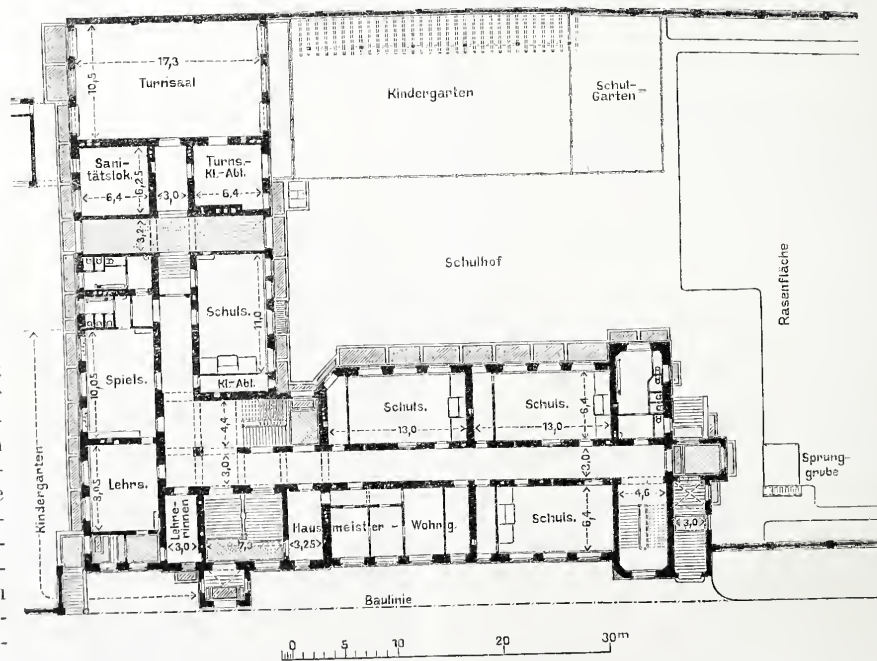 17,3
10,5
Turnsaal
Kindergarten
Schul-
Garten
Sani-
tätslok.
6,25
6,4
3,0
Turns.-
Kl.-Abl.
6,4
3,2
Schulhof
Rasenfläche
Schuls.
11,0
Kl.-Abl.
Spiels.
10,05
Kindergarten
4,4
Schuls.
13,0
Schuls.
13,0
6,4
3,0
3,0
Sprung-
grube
Lehrs.
8,05
Lehre-
rinnen
3,0
7,3
Hausmeister - Wohng.
3,25
Schuls.
6,4
4,6
3,0
Baulinie
0 5 10 20 30m